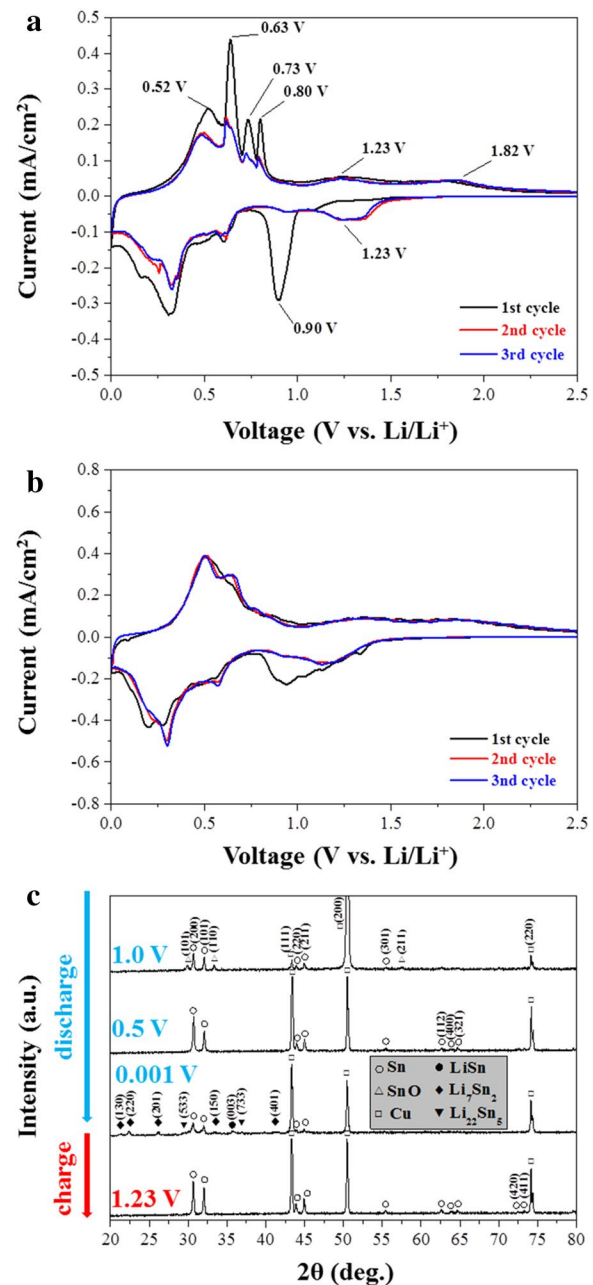 a
0.63 V
0.73 V
0.80 V
0.52 V
1.23 V
1.82 V
1.23 V
0.90 V
1st cycle
2nd cycle
3rd cycle
Current (mA/cm²)
0.5
0.4
0.3
0.2
0.1
0.0
-0.1
-0.2
-0.3
-0.4
-0.5
0.0 0.5 1.0 1.5 2.0 2.5
Voltage (V vs. Li/Li⁺)
b
Current (mA/cm²)
0.8
0.6
0.4
0.2
0.0
-0.2
-0.4
-0.6
-0.8
1st cycle
2nd cycle
3nd cycle
0.0 0.5 1.0 1.5 2.0 2.5
Voltage (V vs. Li/Li⁺)
c
discharge
charge
Intensity (a.u.)
1.0 V
(101) (200) (101) (110) (111) (220) (211) (200) (301) (211) (220)
0.5 V
(112) (400) (321)
0.001 V
(130) (220) (201) (533) (150) (003) (733) (401)
Sn LiSn
SnO Li₇Sn₂
Cu Li₂₂Sn₅
1.23 V
(420) (411)
20 25 30 35 40 45 50 55 60 65 70 75 80
2θ (deg.)